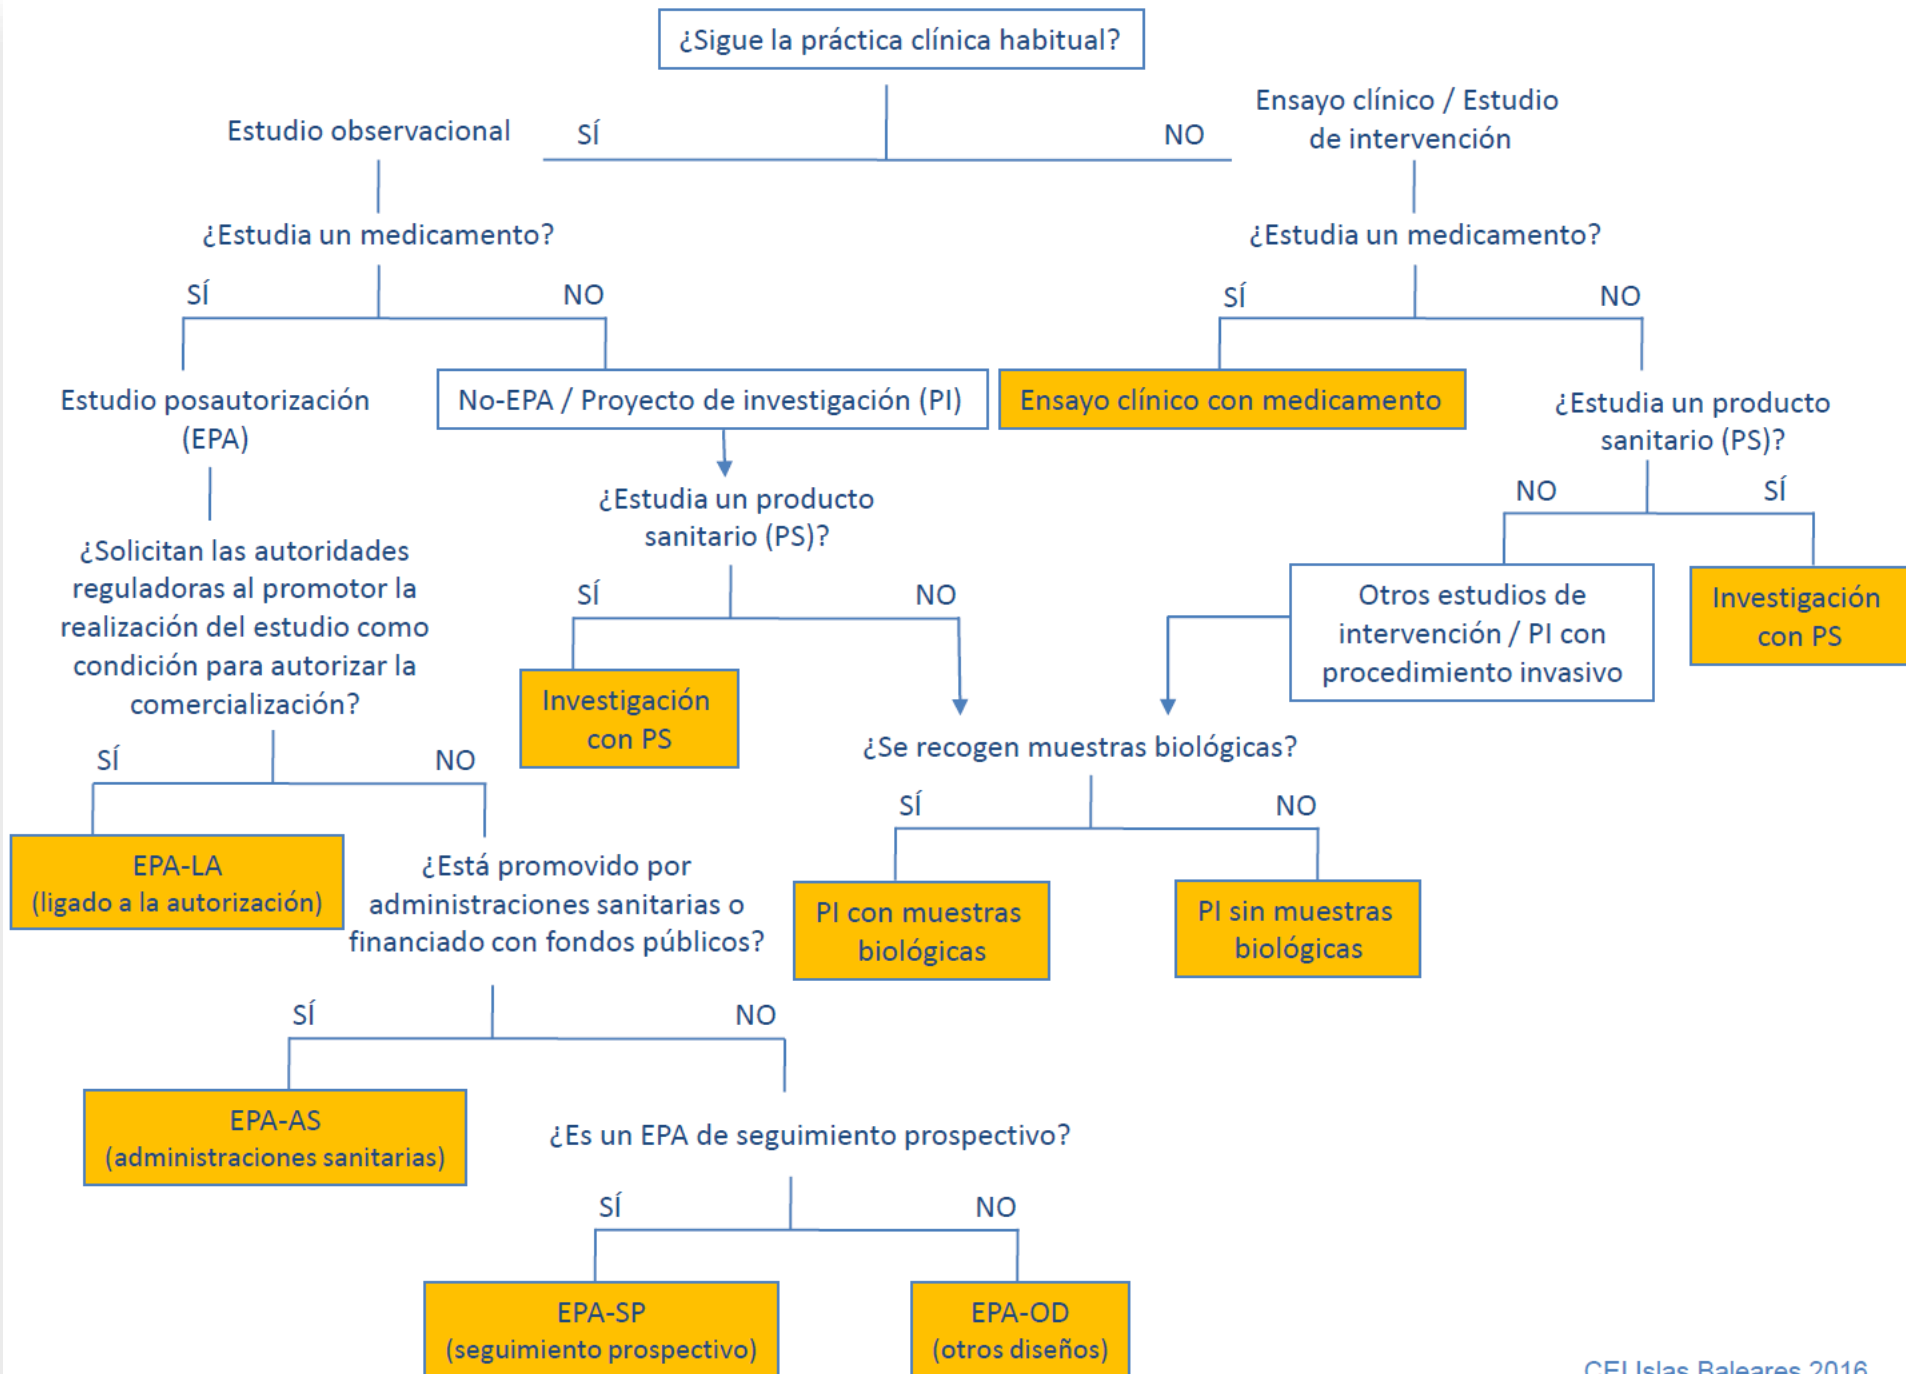 ¿Sigue la práctica clínica habitual?
Estudio observacional
SÍ
NO
Ensayo clínico / Estudio
de intervención
¿Estudia un medicamento?
¿Estudia un medicamento?
SÍ
NO
SÍ
NO
Estudio posautorización
(EPA)
No-EPA / Proyecto de investigación (PI)
Ensayo clínico con medicamento
¿Estudia un producto
sanitario (PS)?
¿Estudia un producto
sanitario (PS)?
NO
SÍ
¿Solicitan las autoridades
reguladoras al promotor la
realización del estudio como
condición para autorizar la
comercialización?
SÍ
NO
Otros estudios de
intervención / PI con
procedimiento invasivo
Investigación
con PS
Investigación
con PS
¿Se recogen muestras biológicas?
SÍ
NO
SÍ
NO
EPA-LA
(ligado a la autorización)
¿Está promovido por
administraciones sanitarias o
financiado con fondos públicos?
PI con muestras
biológicas
PI sin muestras
biológicas
SÍ
NO
EPA-AS
(administraciones sanitarias)
¿Es un EPA de seguimiento prospectivo?
SÍ
NO
EPA-SP
(seguimiento prospectivo)
EPA-OD
(otros diseños)
CEI Islas Baleares 2016